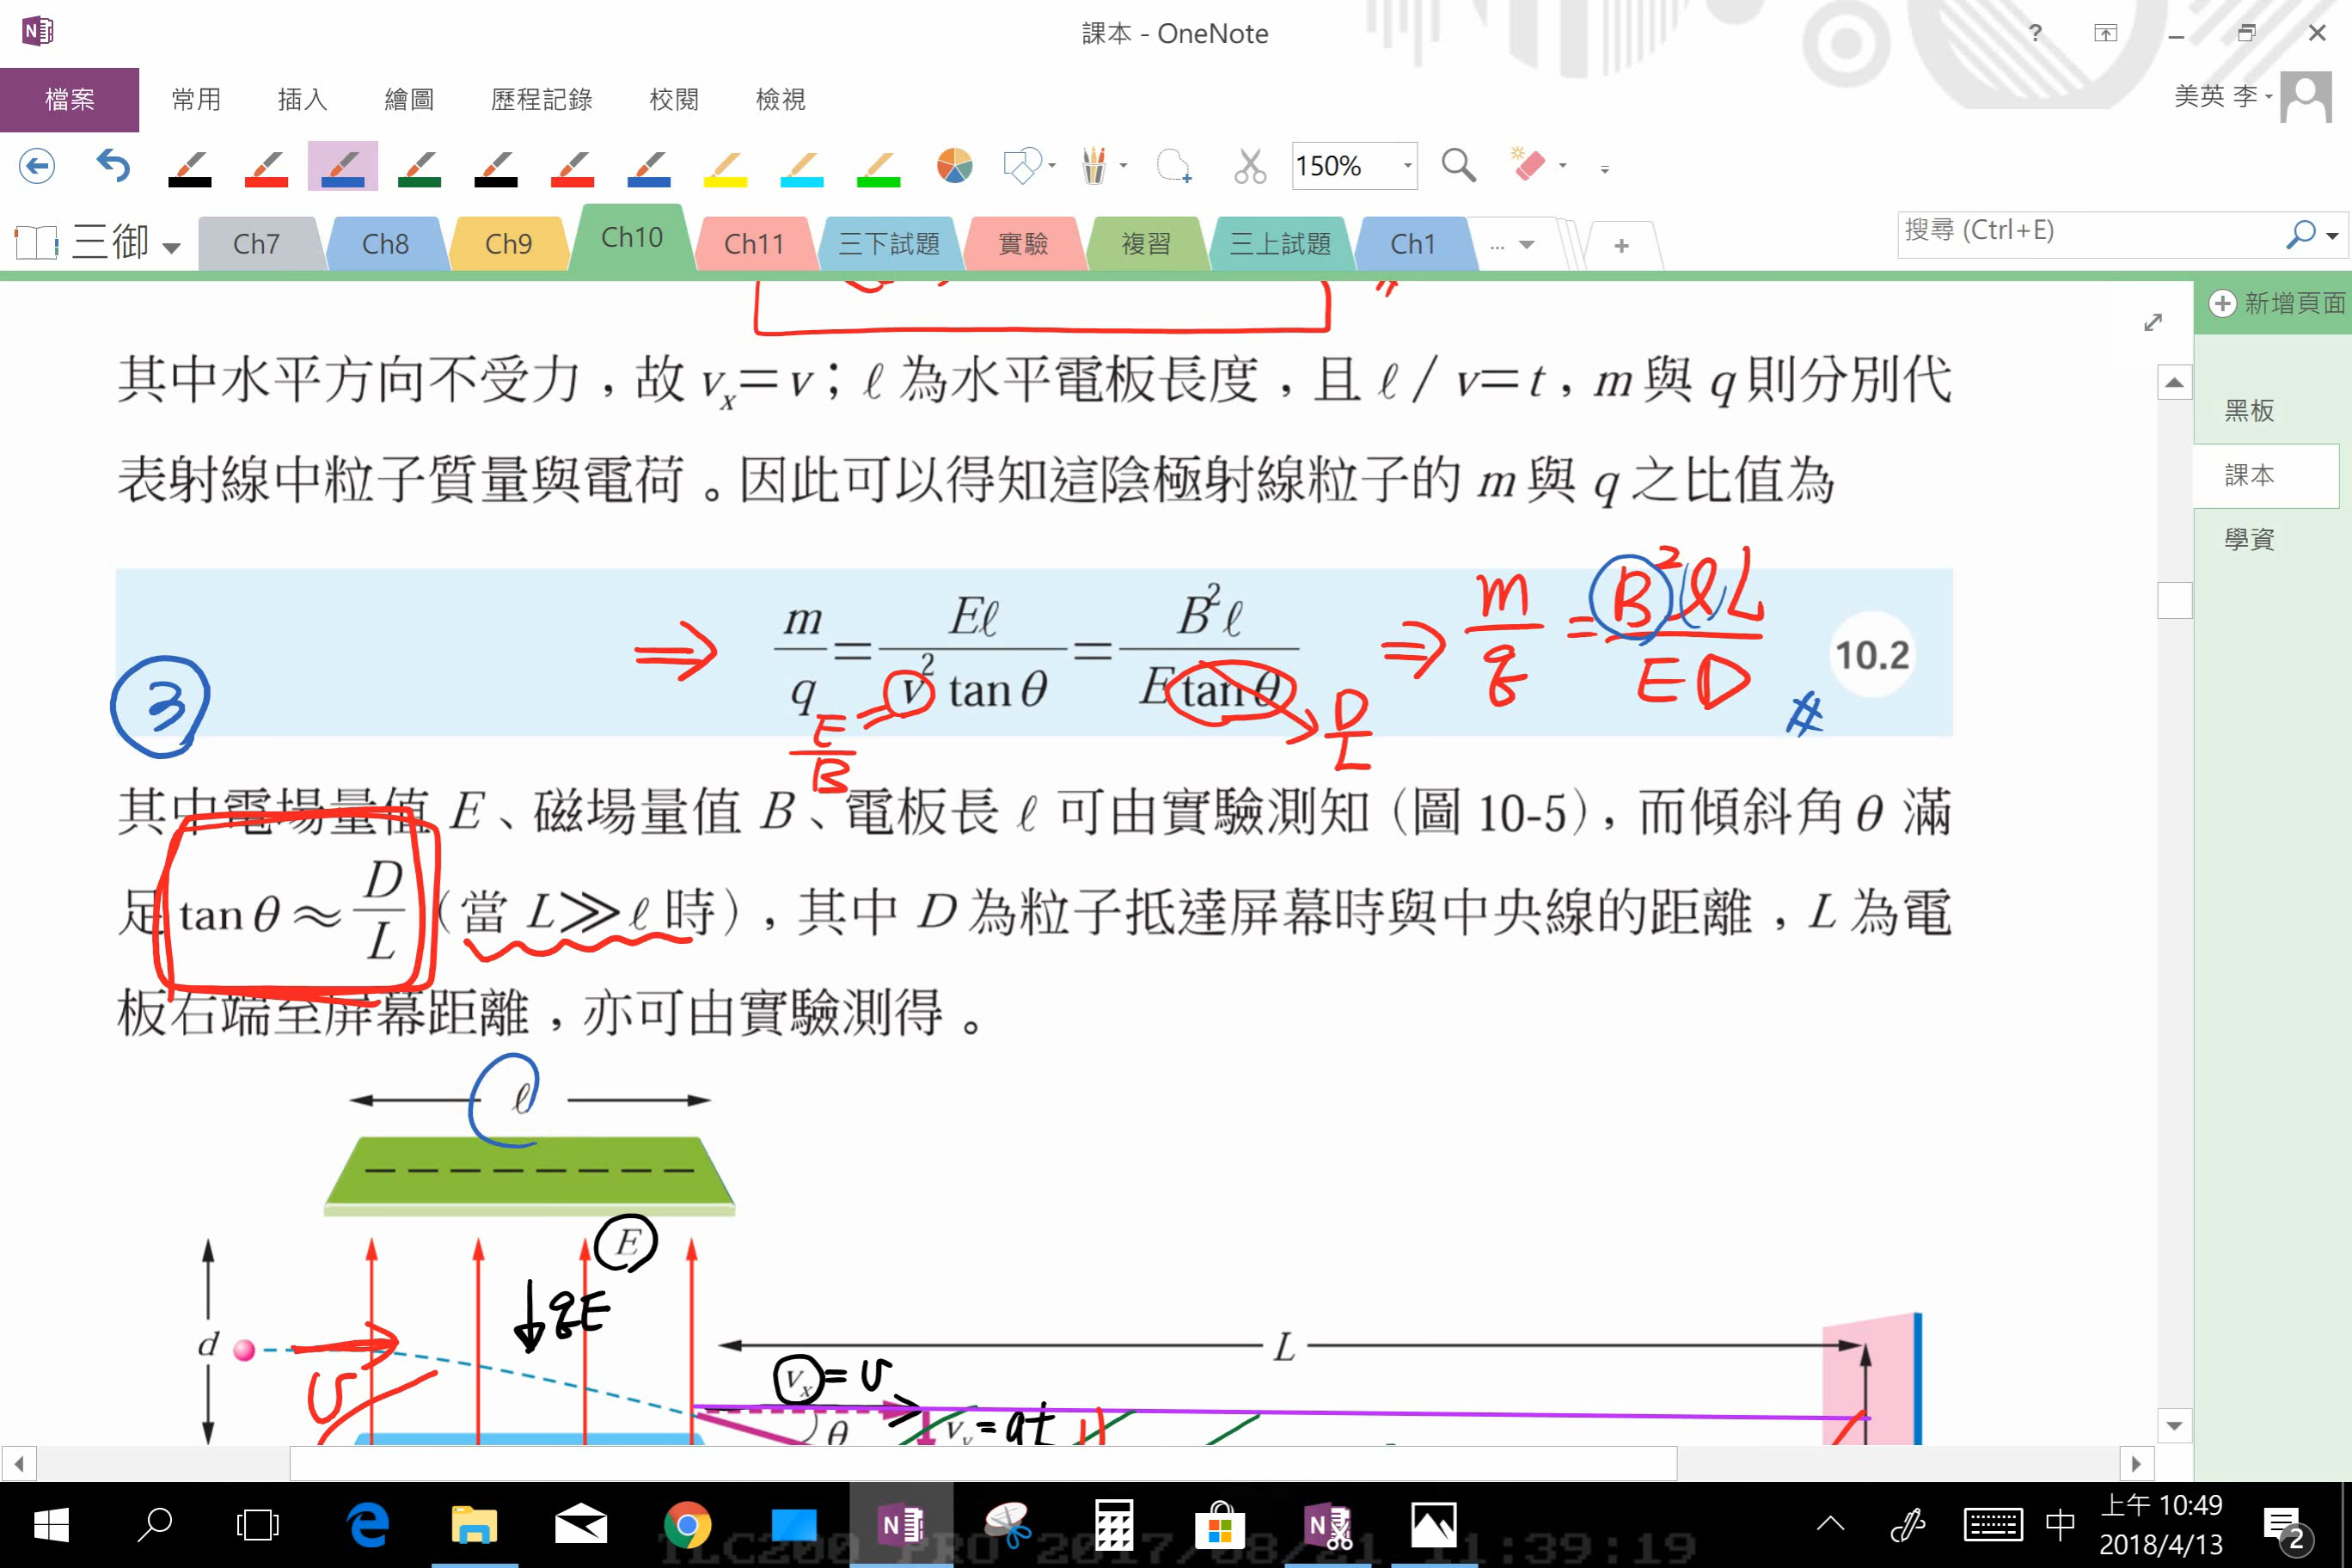 課本 - OneNote
?
美英 李
檔案 常用 插入 繪圖 歷程記錄 校閱 檢視
150%
三御 Ch7 Ch8 Ch9 Ch10 Ch11 三下試題 實驗 複習 三上試題 Ch1 ... +
搜尋 (Ctrl+E)
新增頁面
黑板
課本
學資
其中水平方向不受力，故 vₓ＝v；ℓ 為水平電板長度，且 ℓ / v＝t，m 與 q 則分別代
表射線中粒子質量與電荷。因此可以得知這陰極射線粒子的 m 與 q 之比值為
③ ⇒ m/q = Eℓ/(v² tan θ) = B²ℓ/(E tan θ) ⇒ m/q = B²ℓL/(ED) # 10.2
E/B = D/L
其中電場量值 E、磁場量值 B、電板長 ℓ 可由實驗測知（圖 10-5），而傾斜角 θ 滿
足 tan θ ≈ D/L（當 L≫ℓ 時），其中 D 為粒子抵達屏幕時與中央線的距離，L 為電
板右端至屏幕距離，亦可由實驗測得。
ℓ
E
qE
d
L
υ
vₓ = υ
θ
= at
上午 10:49
中
2018/4/13
2
TLC200 PRO 2017/08/21 11:39:19